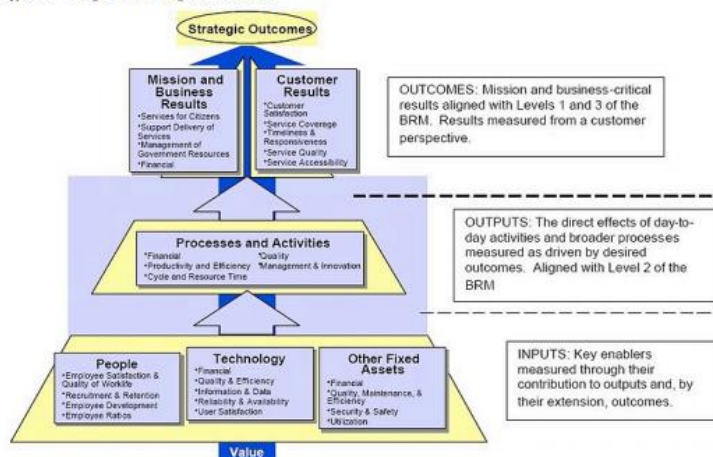 Strategic Outcomes
Mission and
Business
Results
•Services for Citizens
•Support Delivery of
Services
•Management of
Government Resources
•Financial
Customer
Results
•Customer
Satisfaction
•Service Coverage
•Timeliness &
Responsiveness
•Service Quality
•Service Accessibility
OUTCOMES: Mission and business-critical
results aligned with Levels 1 and 3 of the
BRM. Results measured from a customer
perspective.
Processes and Activities
•Financial
•Productivity and Efficiency
•Cycle and Resource Time
•Quality
•Management & Innovation
OUTPUTS: The direct effects of day-to-
day activities and broader processes
measured as driven by desired
outcomes. Aligned with Level 2 of the
BRM
People
•Employee Satisfaction &
Quality of Worklife
•Recruitment & Retention
•Employee Development
•Employee Ratios
Technology
•Financial
•Quality & Efficiency
•Information & Data
•Reliability & Availability
•User Satisfaction
Other Fixed
Assets
•Financial
•Quality, Maintenance, &
Efficiency
•Security & Safety
•Utilization
INPUTS: Key enablers
measured through their
contribution to outputs and, by
their extension, outcomes.
Value